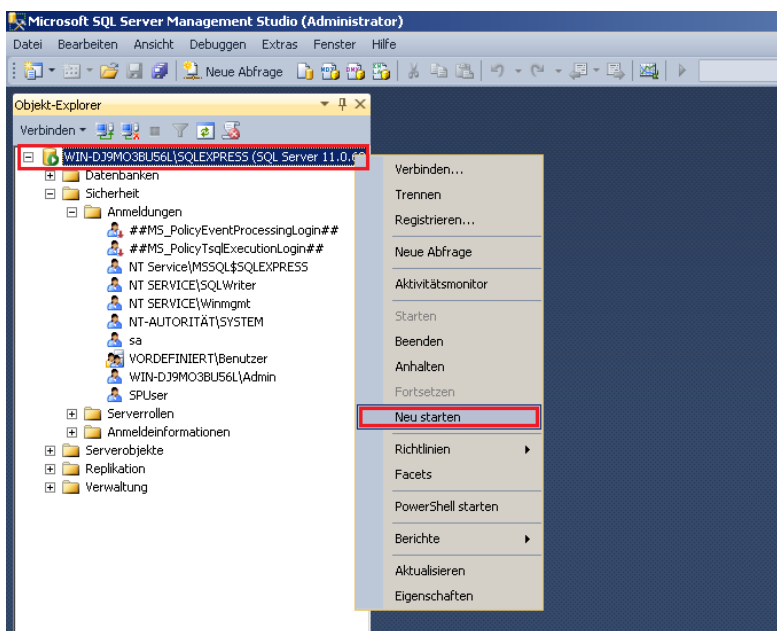 Microsoft SQL Server Management Studio (Administrator)
Datei Bearbeiten Ansicht Debuggen Extras Fenster Hilfe
Neue Abfrage
Objekt-Explorer
Verbinden
WIN-DJ9MO3BU56L\SQLEXPRESS (SQL Server 11.0.60
Datenbanken
Sicherheit
Anmeldungen
##MS_PolicyEventProcessingLogin##
##MS_PolicyTsqlExecutionLogin##
NT Service\MSSQL$SQLEXPRESS
NT SERVICE\SQLWriter
NT SERVICE\Winmgmt
NT-AUTORITÄT\SYSTEM
sa
VORDEFINIERT\Benutzer
WIN-DJ9MO3BU56L\Admin
SPUser
Serverrollen
Anmeldeinformationen
Serverobjekte
Replikation
Verwaltung
Verbinden...
Trennen
Registrieren...
Neue Abfrage
Aktivitätsmonitor
Starten
Beenden
Anhalten
Fortsetzen
Neu starten
Richtlinien
Facets
PowerShell starten
Berichte
Aktualisieren
Eigenschaften